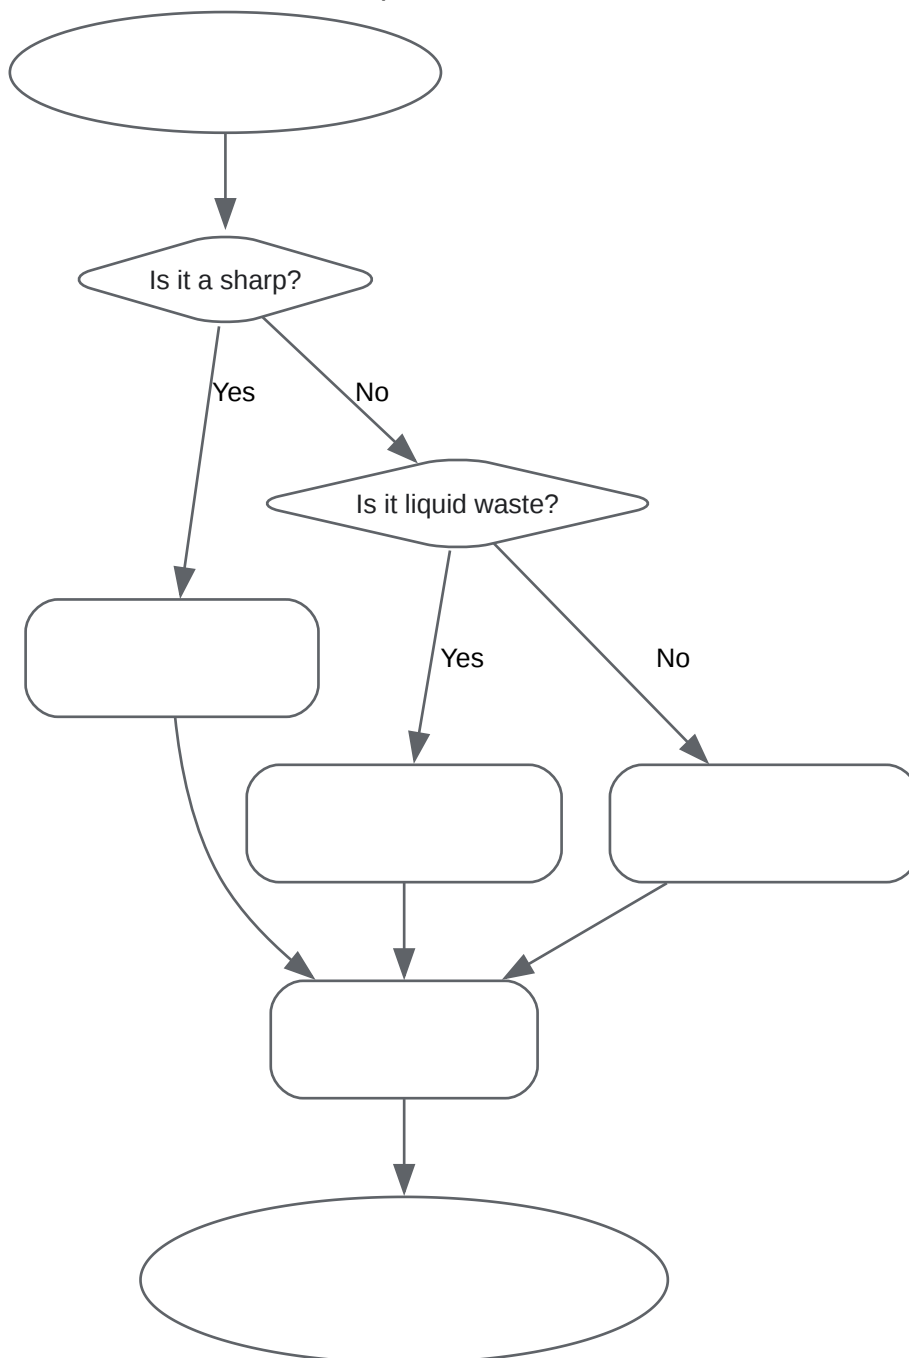 Is it a sharp?
Yes
No
Is it liquid waste?
Yes
No